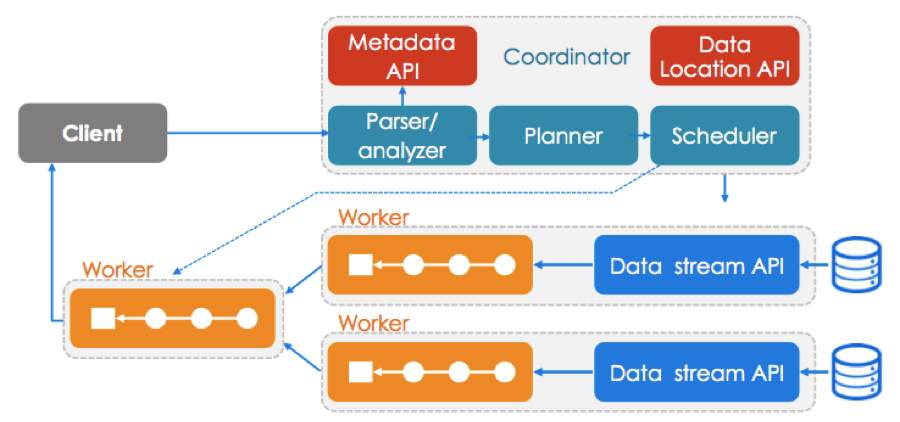 Metadata
API
Coordinator
Data
Location API
Client
Parser/
analyzer
Planner
Scheduler
Worker
Data stream API
Worker
Worker
Data stream API